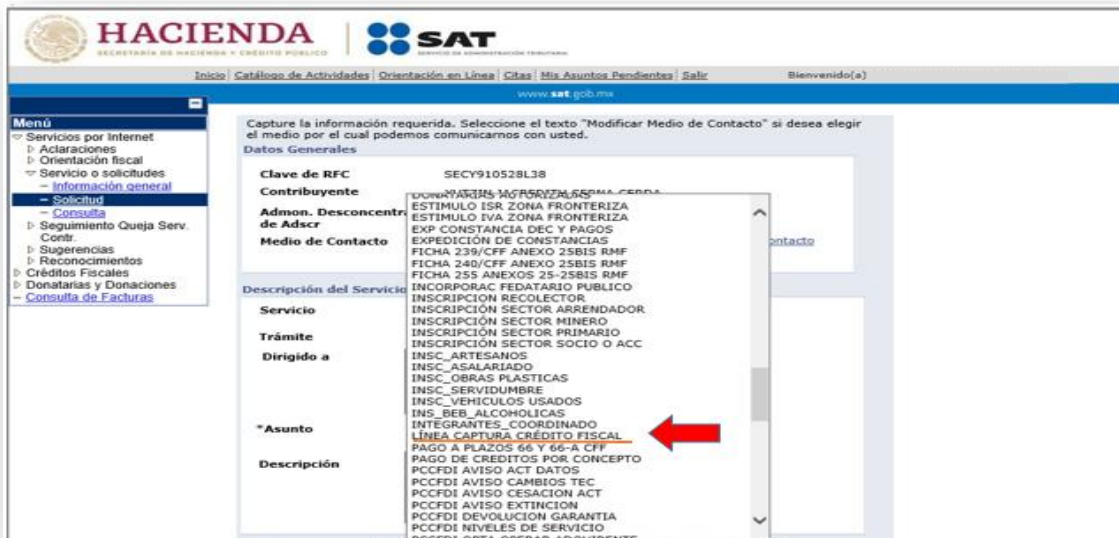 HACIENDA
SECRETARÍA DE HACIENDA Y CRÉDITO PÚBLICO
SAT
SERVICIO DE ADMINISTRACIÓN TRIBUTARIA
Inicio Catálogo de Actividades Orientación en Línea Citas Mis Asuntos Pendientes Salir Bienvenido(a)
www.sat.gob.mx
Menú
Servicios por Internet
Aclaraciones
Orientación fiscal
Servicio o solicitudes
Información general
Solicitud
Consulta
Seguimiento Queja Serv.
Contr.
Sugerencias
Reconocimientos
Créditos Fiscales
Donatarias y Donaciones
Consulta de Facturas
Capture la información requerida. Seleccione el texto "Modificar Medio de Contacto" si desea elegir
el medio por el cual podemos comunicarnos con usted.
Datos Generales
Clave de RFC SECY910528L38
Contribuyente
Admon. Desconcentr
de Adscr
Medio de Contacto
ontacto
Descripción del Servicio
Servicio
Trámite
Dirigido a
*Asunto
Descripción
DONATARIAS AUTORIZADAS
ESTIMULO ISR ZONA FRONTERIZA
ESTIMULO IVA ZONA FRONTERIZA
EXP CONSTANCIA DEC Y PAGOS
EXPEDICIÓN DE CONSTANCIAS
FICHA 239/CFF ANEXO 25BIS RMF
FICHA 240/CFF ANEXO 25BIS RMF
FICHA 255 ANEXOS 25-25BIS RMF
INCORPORAC FEDATARIO PUBLICO
INSCRIPCION RECOLECTOR
INSCRIPCIÓN SECTOR ARRENDADOR
INSCRIPCIÓN SECTOR MINERO
INSCRIPCIÓN SECTOR PRIMARIO
INSCRIPCIÓN SECTOR SOCIO O ACC
INSC_ARTESANOS
INSC_ASALARIADO
INSC_OBRAS PLASTICAS
INSC_SERVIDUMBRE
INSC_VEHICULOS USADOS
INS_BEB_ALCOHOLICAS
INTEGRANTES_COORDINADO
LÍNEA CAPTURA CRÉDITO FISCAL
PAGO A PLAZOS 66 Y 66-A CFF
PAGO DE CREDITOS POR CONCEPTO
PCCFDI AVISO ACT DATOS
PCCFDI AVISO CAMBIOS TEC
PCCFDI AVISO CESACION ACT
PCCFDI AVISO EXTINCION
PCCFDI DEVOLUCION GARANTIA
PCCFDI NIVELES DE SERVICIO